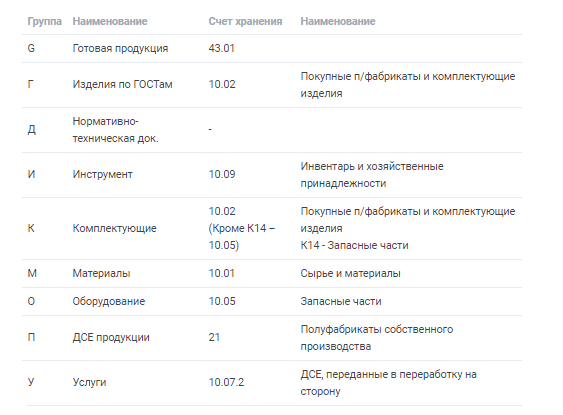 Группа Наименование Счет хранения Наименование
G Готовая продукция 43.01
Г Изделия по ГОСТам 10.02 Покупные п/фабрикаты и комплектующие
изделия
Д Нормативно-
техническая док. -
И Инструмент 10.09 Инвентарь и хозяйственные
принадлежности
К Комплектующие 10.02
(Кроме К14 –
10.05) Покупные п/фабрикаты и комплектующие
изделия
К14 - Запасные части
М Материалы 10.01 Сырье и материалы
О Оборудование 10.05 Запасные части
П ДСЕ продукции 21 Полуфабрикаты собственного
производства
У Услуги 10.07.2 ДСЕ, переданные в переработку на
сторону